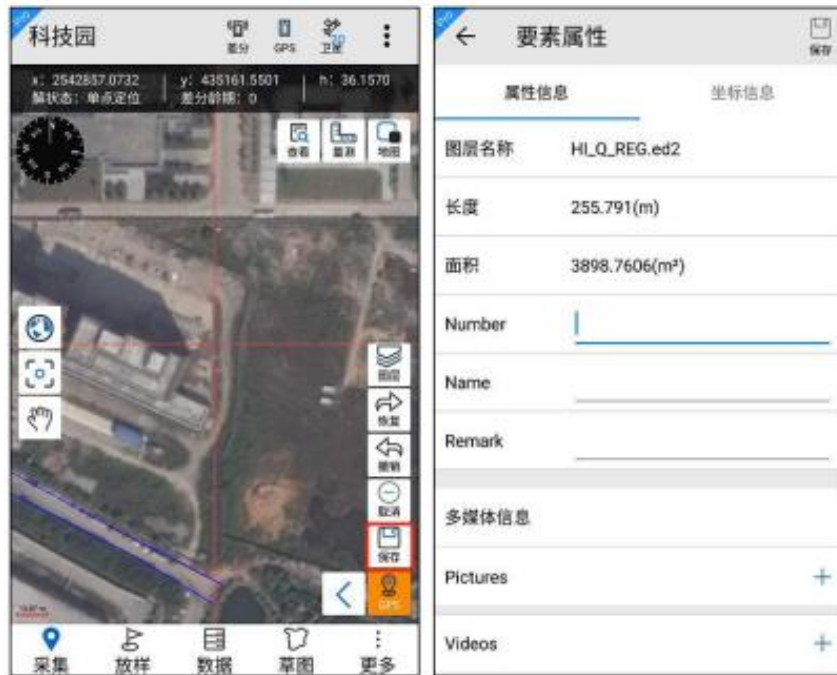 Pro
科技园
差分
GPS
卫星
x: 2542857.0732
y: 435161.5501
h: 36.1570
解状态: 单点定位
差分龄期: 0
查看
量测
地图
图层
恢复
撤销
取消
保存
GPS
采集
放样
数据
草图
更多
Pro
要素属性
保存
属性信息
坐标信息
图层名称
HI_Q_REG.ed2
长度
255.791(m)
面积
3898.7606(m²)
Number
Name
Remark
多媒体信息
Pictures
Videos